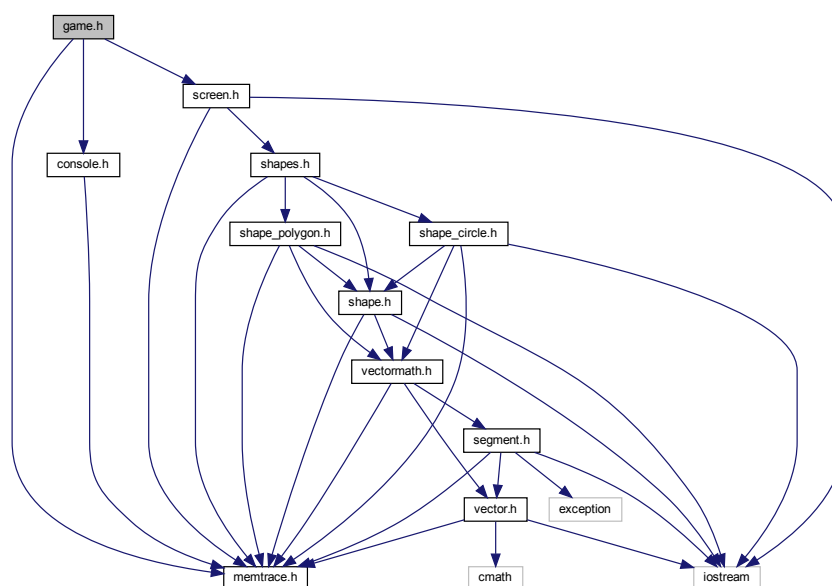 game.h
screen.h
console.h
shapes.h
shape_polygon.h
shape_circle.h
shape.h
vectormath.h
segment.h
vector.h
exception
memtrace.h
cmath
iostream